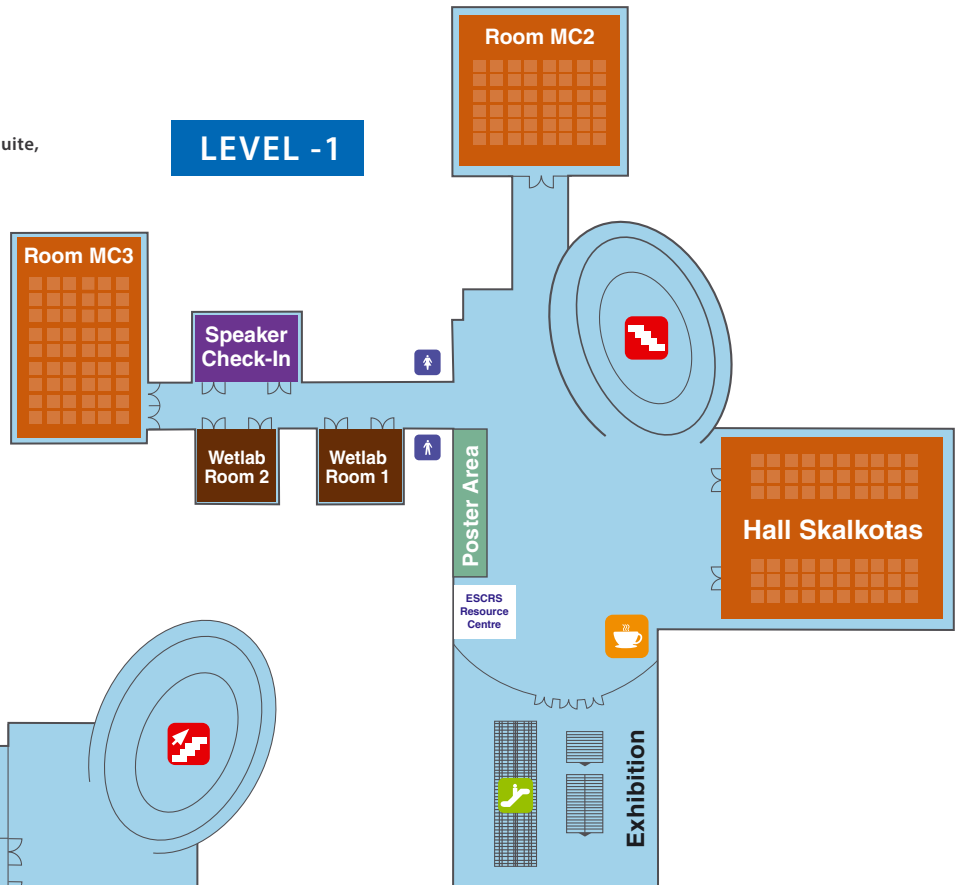 Room MC2
uite,
LEVEL -1
Room MC3
Speaker
Check-In
Wetlab
Room 2
Wetlab
Room 1
Poster Area
Hall Skalkotas
ESCRS
Resource
Centre
Exhibition